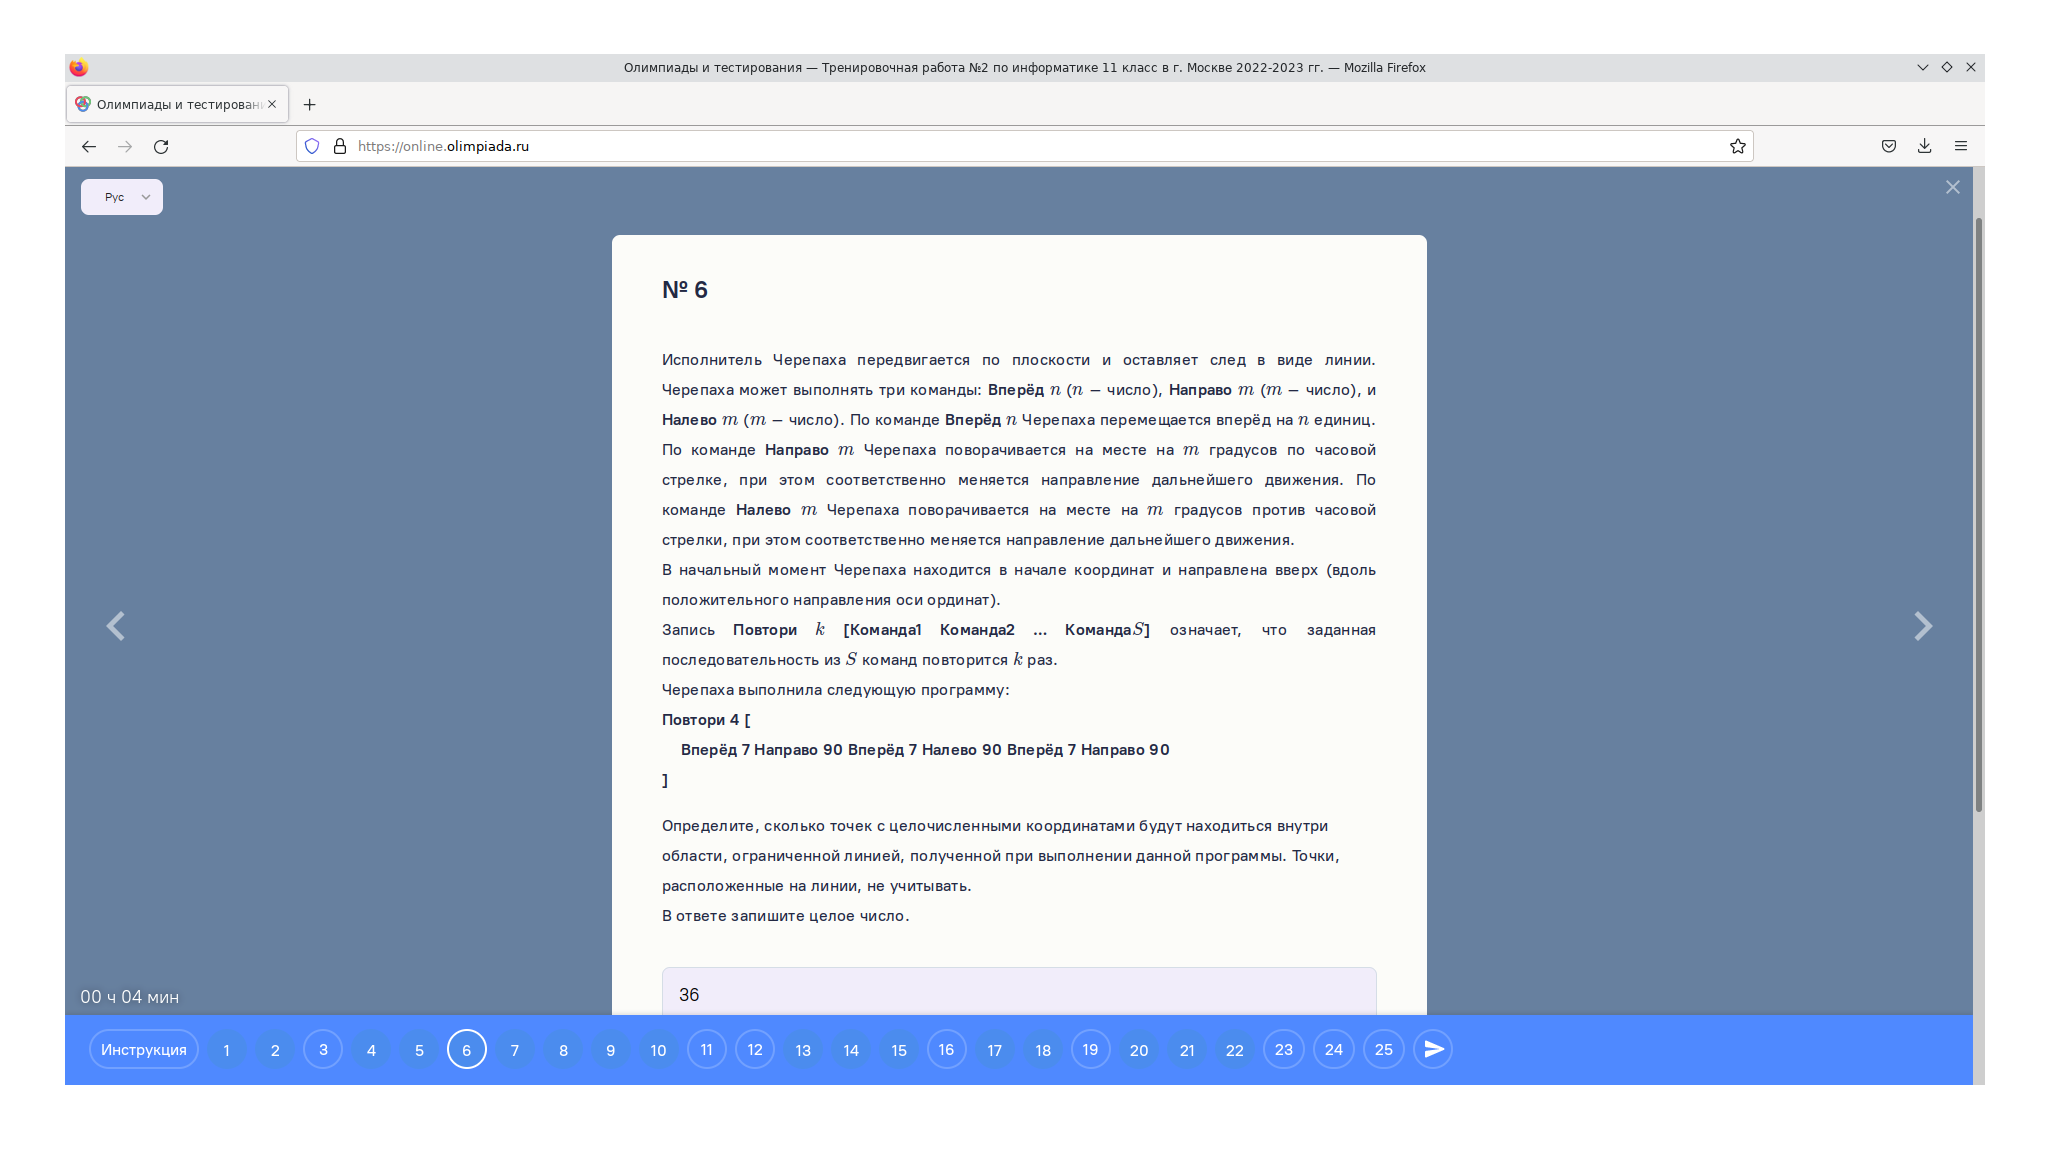 Олимпиады и тестирования — Тренировочная работа №2 по информатике 11 класс в г. Москве 2022-2023 гг. — Mozilla Firefox
Олимпиады и тестирован
https://online.olimpiada.ru
Рус
№ 6
Исполнитель Черепаха передвигается по плоскости и оставляет след в виде линии.
Черепаха может выполнять три команды: Вперёд n (n – число), Направо m (m – число), и
Налево m (m – число). По команде Вперёд n Черепаха перемещается вперёд на n единиц.
По команде Направо m Черепаха поворачивается на месте на m градусов по часовой
стрелке, при этом соответственно меняется направление дальнейшего движения. По
команде Налево m Черепаха поворачивается на месте на m градусов против часовой
стрелки, при этом соответственно меняется направление дальнейшего движения.
В начальный момент Черепаха находится в начале координат и направлена вверх (вдоль
положительного направления оси ординат).
Запись Повтори k [Команда1 Команда2 ... КомандаS] означает, что заданная
последовательность из S команд повторится k раз.
Черепаха выполнила следующую программу:
Повтори 4 [
Вперёд 7 Направо 90 Вперёд 7 Налево 90 Вперёд 7 Направо 90
]
Определите, сколько точек с целочисленными координатами будут находиться внутри
области, ограниченной линией, полученной при выполнении данной программы. Точки,
расположенные на линии, не учитывать.
В ответе запишите целое число.
36
00 ч 04 мин
Инструкция 1 2 3 4 5 6 7 8 9 10 11 12 13 14 15 16 17 18 19 20 21 22 23 24 25